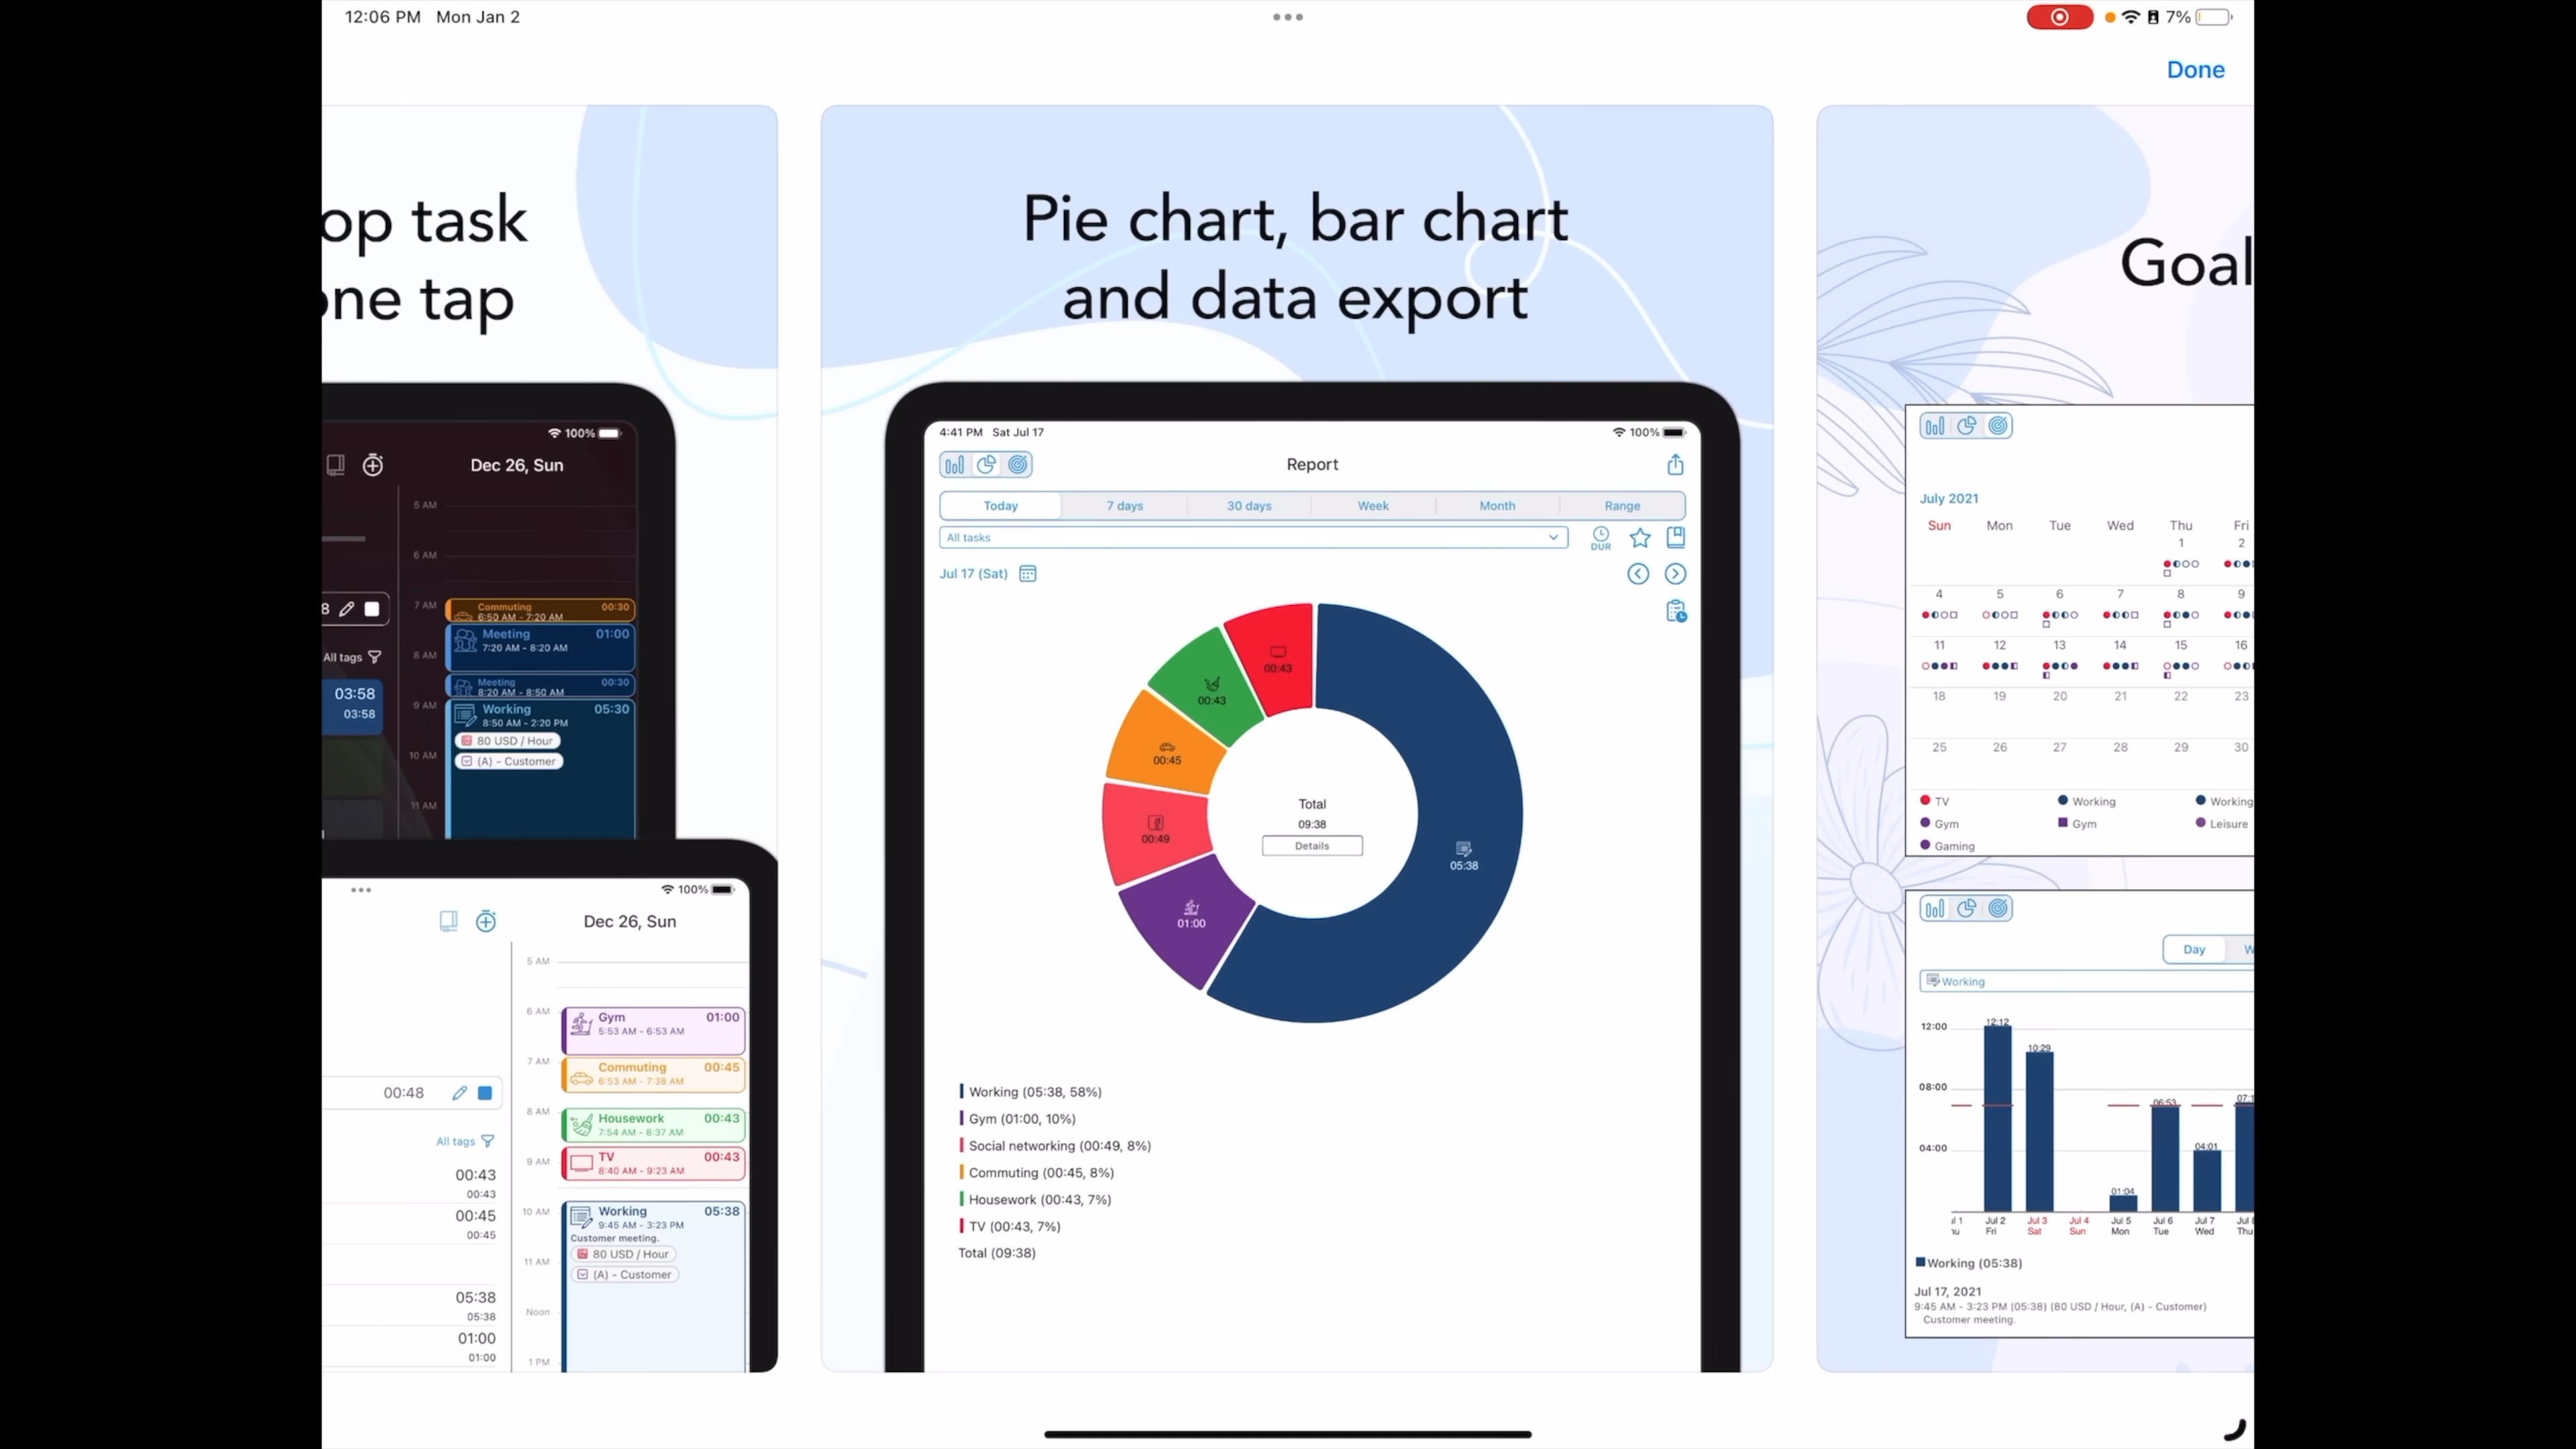 12:06 PM Mon Jan 2
7%
Done
op task
one tap
100%
Dec 26, Sun
5 AM
6 AM
7 AM
8 AM
9 AM
10 AM
11 AM
Commuting 00:30
6:50 AM - 7:20 AM
Meeting 01:00
7:20 AM - 8:20 AM
Meeting 00:30
8:20 AM - 8:50 AM
Working 05:30
8:50 AM - 2:20 PM
80 USD / Hour
(A) - Customer
8
All tags
03:58
03:58
100%
Dec 26, Sun
5 AM
6 AM
7 AM
8 AM
9 AM
10 AM
11 AM
Noon
1 PM
Gym 01:00
5:53 AM - 6:53 AM
Commuting 00:45
6:53 AM - 7:38 AM
Housework 00:43
7:54 AM - 8:37 AM
TV 00:43
8:40 AM - 9:23 AM
Working 05:38
9:45 AM - 3:23 PM
Customer meeting.
80 USD / Hour
(A) - Customer
00:48
All tags
00:43
00:43
00:45
00:45
05:38
05:38
01:00
01:00
Pie chart, bar chart
and data export
4:41 PM Sat Jul 17
100%
Report
Today 7 days 30 days Week Month Range
All tasks
DUR
Jul 17 (Sat)
00:43
00:43
00:45
00:49
01:00
05:38
Total
09:38
Details
Working (05:38, 58%)
Gym (01:00, 10%)
Social networking (00:49, 8%)
Commuting (00:45, 8%)
Housework (00:43, 7%)
TV (00:43, 7%)
Total (09:38)
Goal
July 2021
Sun Mon Tue Wed Thu Fri
1 2
4 5 6 7 8 9
11 12 13 14 15 16
18 19 20 21 22 23
25 26 27 28 29 30
TV Working Working
Gym Gym Leisure
Gaming
Day W
Working
12:00
08:00
04:00
12:12
10:29
01:04
06:53
04:01
07:1
Jul 2 Jul 3 Jul 4 Jul 5 Jul 6 Jul 7 Jul 8
Fri Sat Sun Mon Tue Wed Thu
Working (05:38)
Jul 17, 2021
9:45 AM - 3:23 PM (05:38) (80 USD / Hour, (A) - Customer)
Customer meeting.